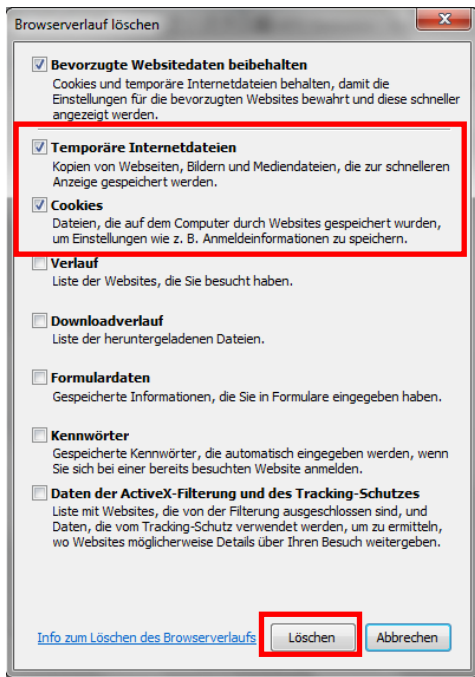 Browserverlauf löschen
Bevorzugte Websitedaten beibehalten
Cookies und temporäre Internetdateien behalten, damit die
Einstellungen für die bevorzugten Websites bewahrt und diese schneller
angezeigt werden.
Temporäre Internetdateien
Kopien von Webseiten, Bildern und Mediendateien, die zur schnelleren
Anzeige gespeichert werden.
Cookies
Dateien, die auf dem Computer durch Websites gespeichert wurden,
um Einstellungen wie z. B. Anmeldeinformationen zu speichern.
Verlauf
Liste der Websites, die Sie besucht haben.
Downloadverlauf
Liste der heruntergeladenen Dateien.
Formulardaten
Gespeicherte Informationen, die Sie in Formulare eingegeben haben.
Kennwörter
Gespeicherte Kennwörter, die automatisch eingegeben werden, wenn
Sie sich bei einer bereits besuchten Website anmelden.
Daten der ActiveX-Filterung und des Tracking-Schutzes
Liste mit Websites, die von der Filterung ausgeschlossen sind, und
Daten, die vom Tracking-Schutz verwendet werden, um zu ermitteln,
wo Websites möglicherweise Details über Ihren Besuch weitergeben.
Info zum Löschen des Browserverlaufs Löschen Abbrechen